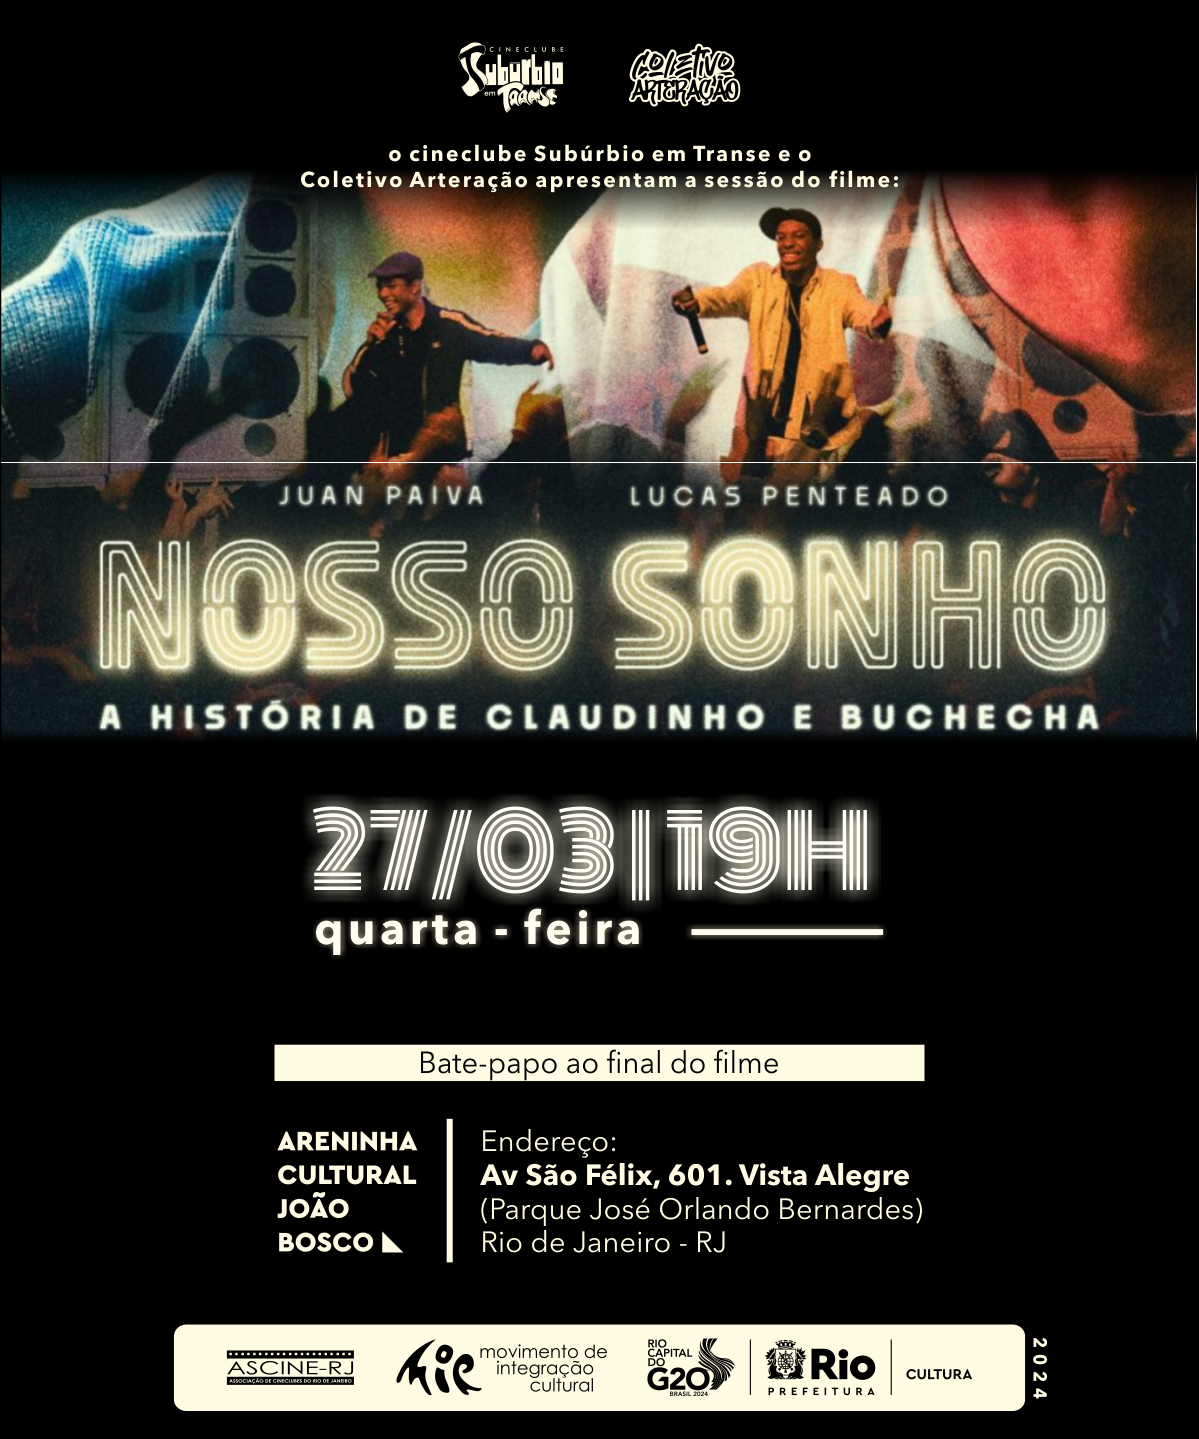 CINECLUBE
Subúrbio
em Transe
COLETIVO
ARTERAÇÃO
o cineclube Subúrbio em Transe e o
Coletivo Arteração apresentam a sessão do filme:
JUAN PAIVA LUCAS PENTEADO
NOSSO SONHO
A HISTÓRIA DE CLAUDINHO E BUCHECHA
27/03|19H
quarta - feira
Bate-papo ao final do filme
ARENINHA
CULTURAL
JOÃO
BOSCO
Endereço:
Av São Félix, 601. Vista Alegre
(Parque José Orlando Bernardes)
Rio de Janeiro - RJ
ASCINE-RJ
ASSOCIAÇÃO DE CINECLUBES DO RIO DE JANEIRO
mic
movimento de
integração
cultural
RIO
CAPITAL
DO
G20
BRASIL 2024
Rio
PREFEITURA
CULTURA
2024